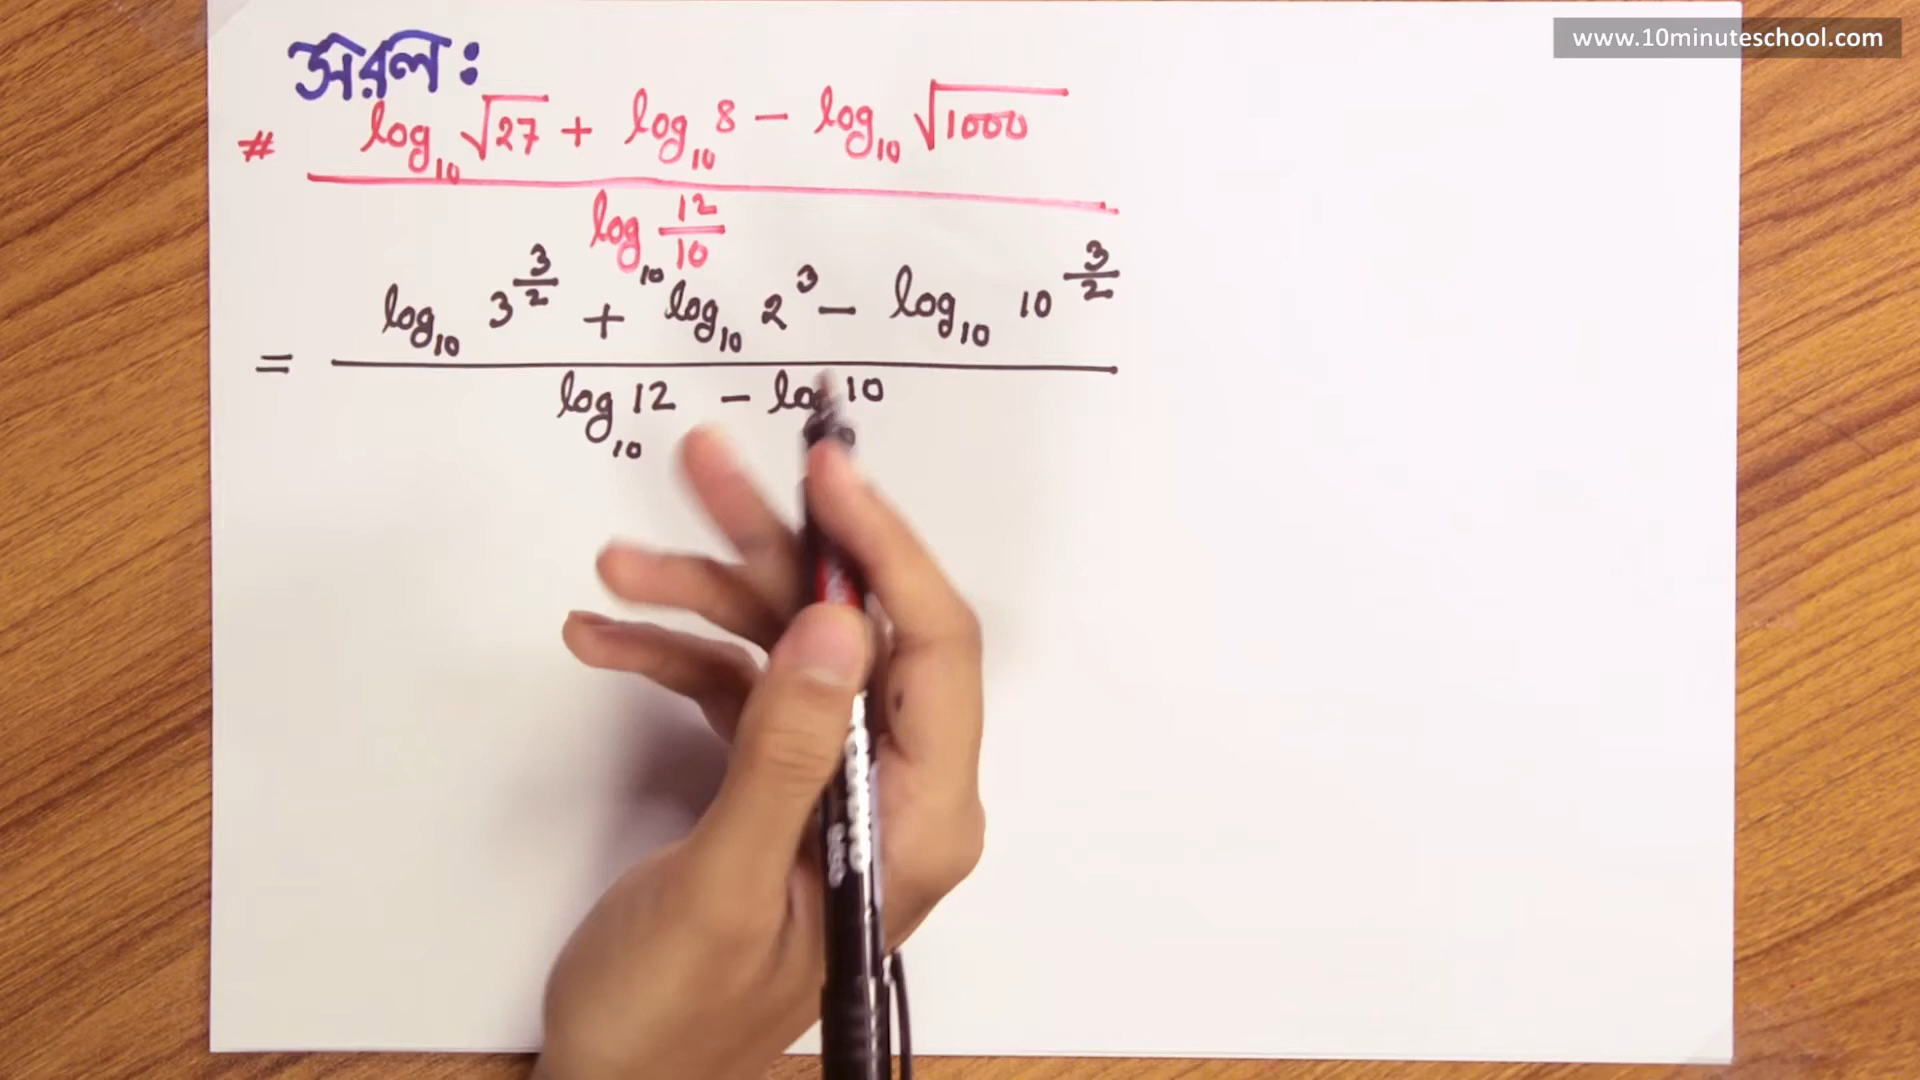 www.10minuteschool.com
সরল:
# log₁₀ √27 + log₁₀ 8 − log₁₀ √1000
log₁₀ 12/10
= log₁₀ 3^(3/2) + log₁₀ 2³ − log₁₀ 10^(3/2)
log₁₀ 12 − log 10